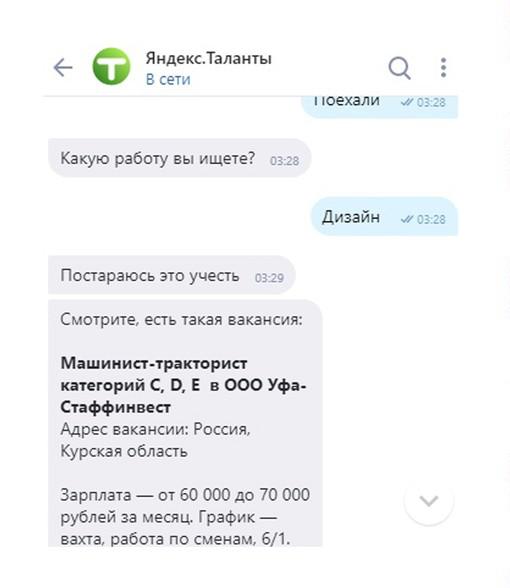 Яндекс.Таланты
В сети
Поехали 03:28
Какую работу вы ищете? 03:28
Дизайн 03:28
Постараюсь это учесть 03:29
Смотрите, есть такая вакансия:
Машинист-тракторист
категорий C, D, E в ООО Уфа-
Стаффинвест
Адрес вакансии: Россия,
Курская область
Зарплата — от 60 000 до 70 000
рублей за месяц. График —
вахта, работа по сменам, 6/1.